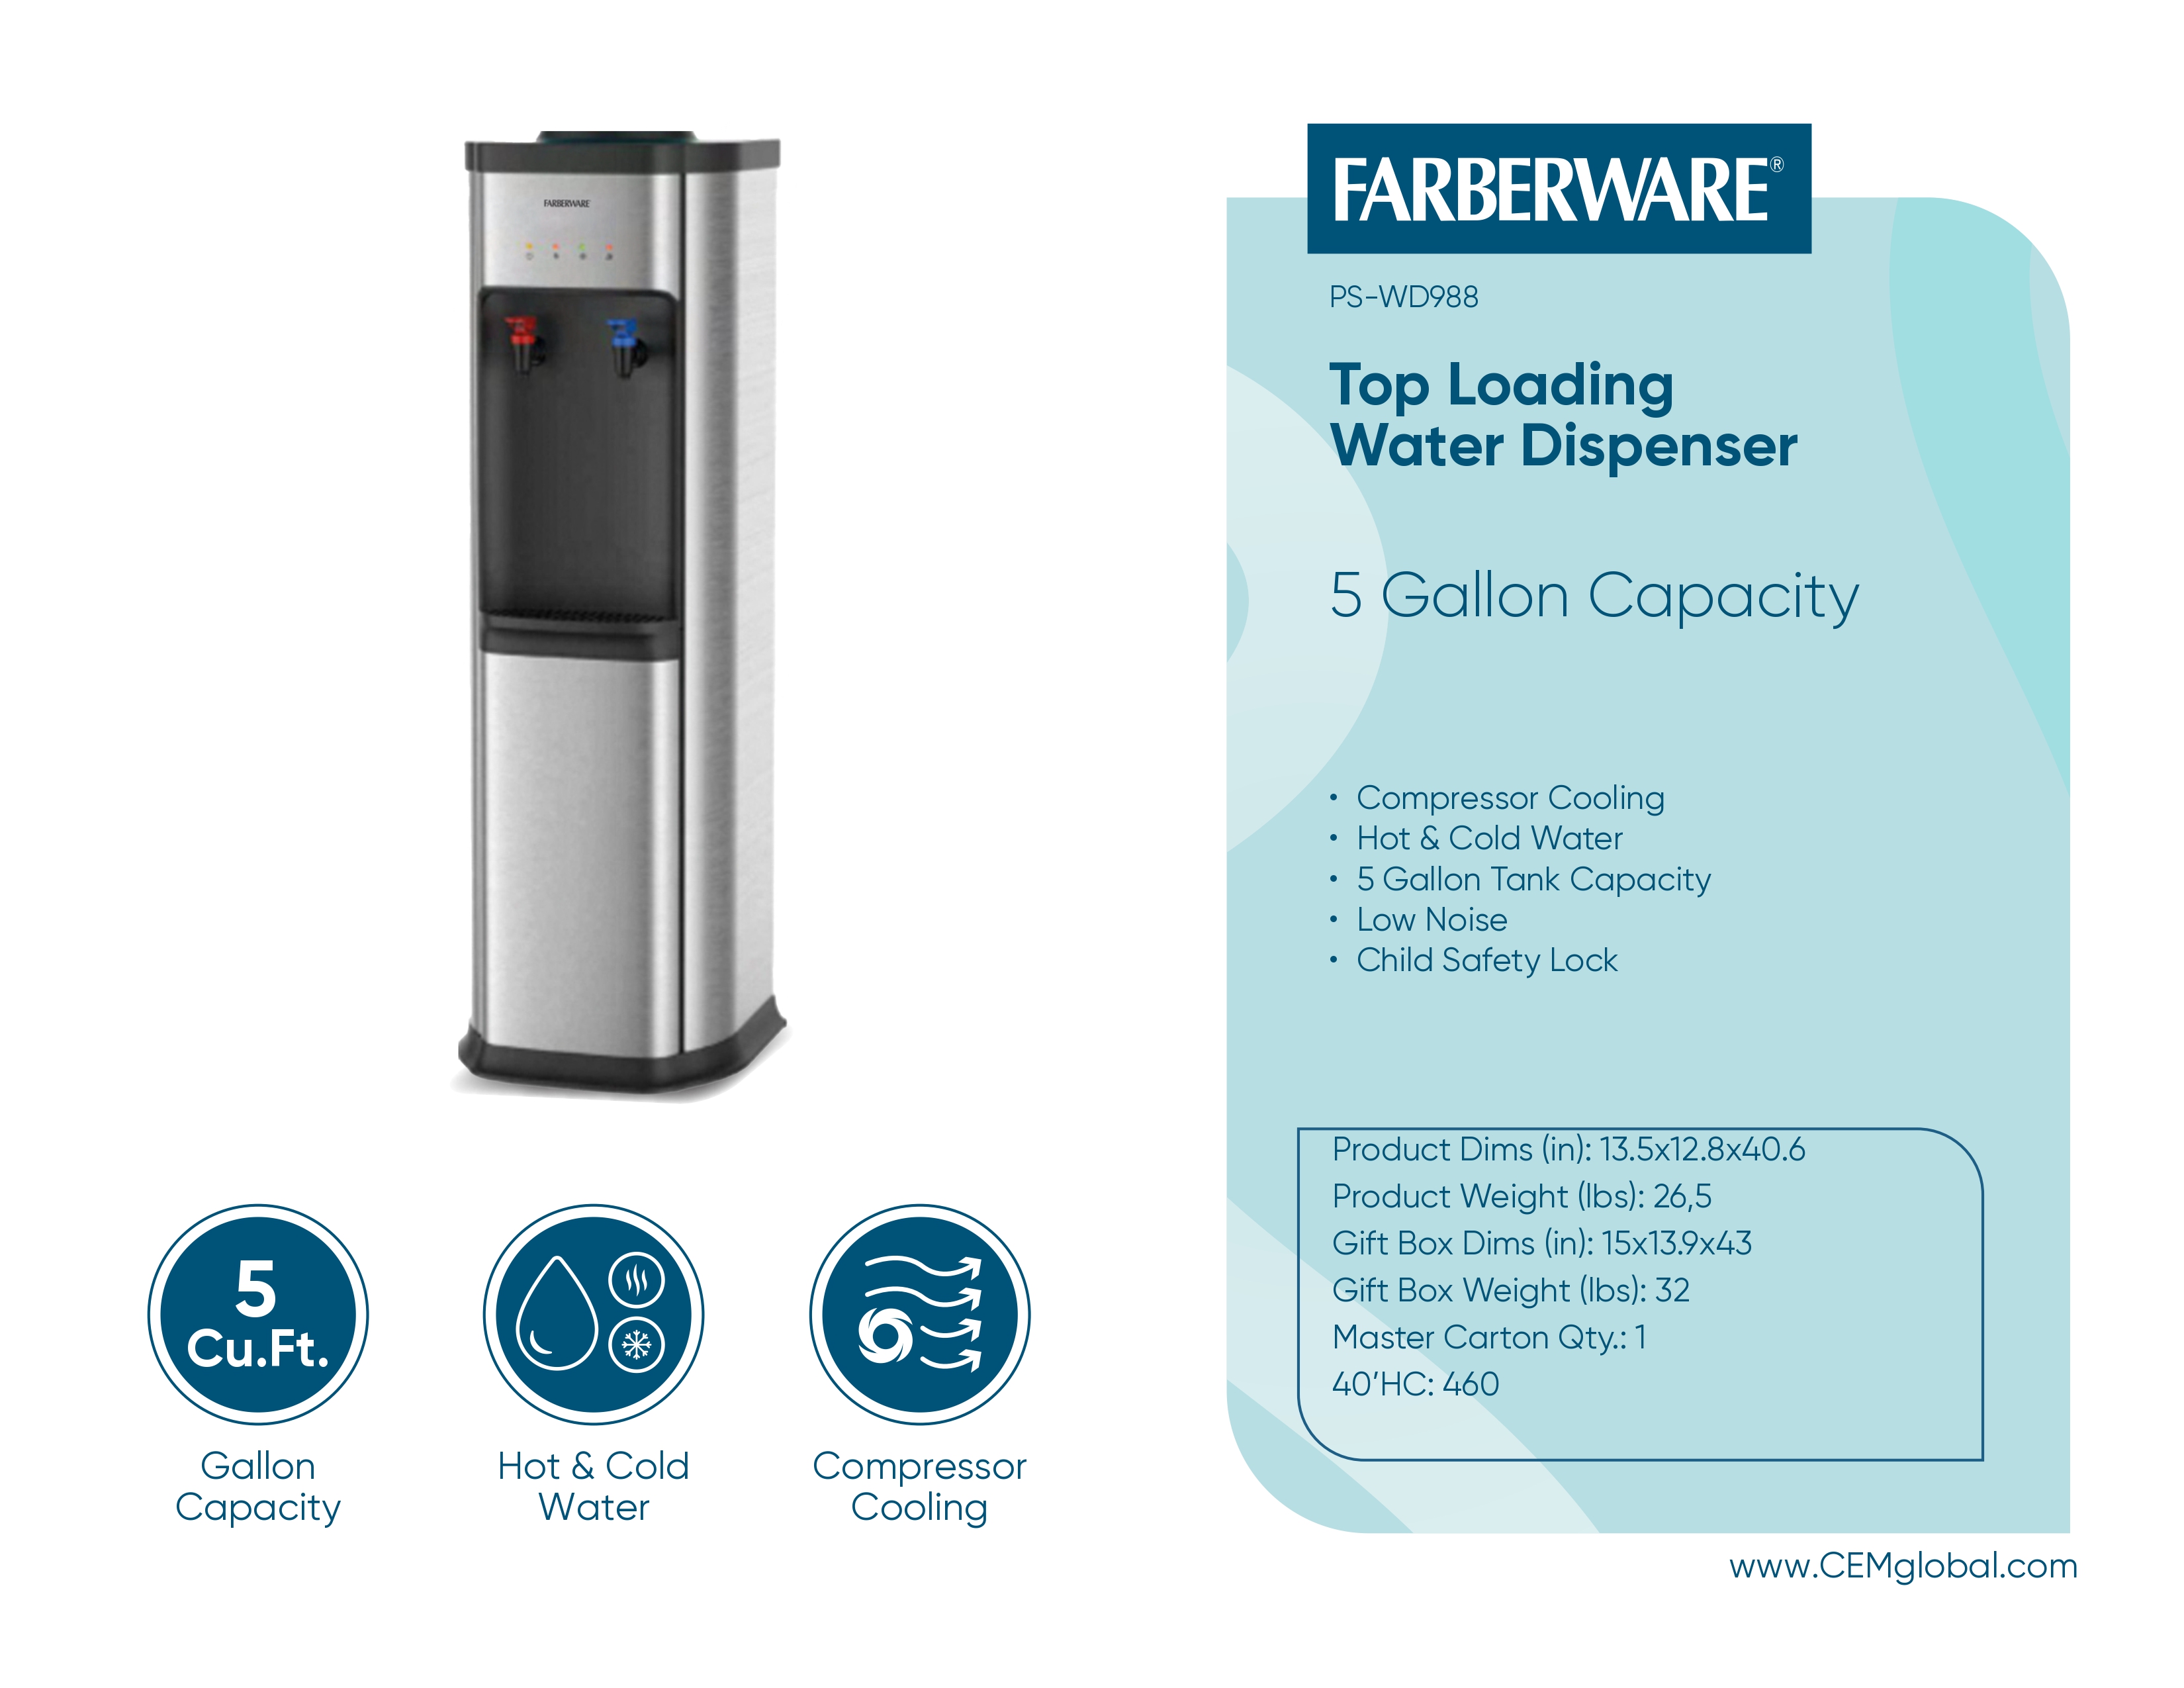 FARBERWARE
5
Cu.Ft.
Gallon
Capacity
Hot & Cold
Water
Compressor
Cooling
FARBERWARE®
PS-WD988
Top Loading
Water Dispenser
5 Gallon Capacity
• Compressor Cooling
• Hot & Cold Water
• 5 Gallon Tank Capacity
• Low Noise
• Child Safety Lock
Product Dims (in): 13.5x12.8x40.6
Product Weight (lbs): 26,5
Gift Box Dims (in): 15x13.9x43
Gift Box Weight (lbs): 32
Master Carton Qty.: 1
40'HC: 460
www.CEMglobal.com